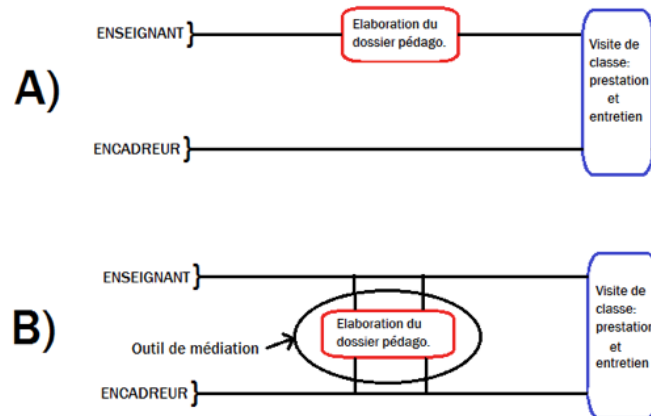 A)
ENSEIGNANT
Elaboration du
dossier pédago.
ENCADREUR
Visite de
classe:
prestation
et
entretien
B)
ENSEIGNANT
Elaboration du
dossier pédago.
Outil de médiation
ENCADREUR
Visite de
classe:
prestation
et
entretien